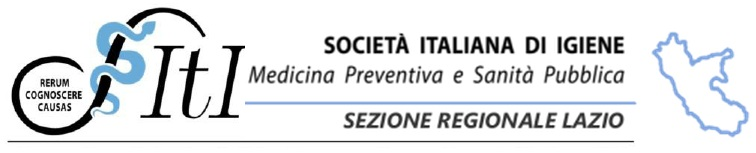 RERUM
COGNOSCERE
CAUSAS
SItI
SOCIETÀ ITALIANA DI IGIENE
Medicina Preventiva e Sanità Pubblica
SEZIONE REGIONALE LAZIO